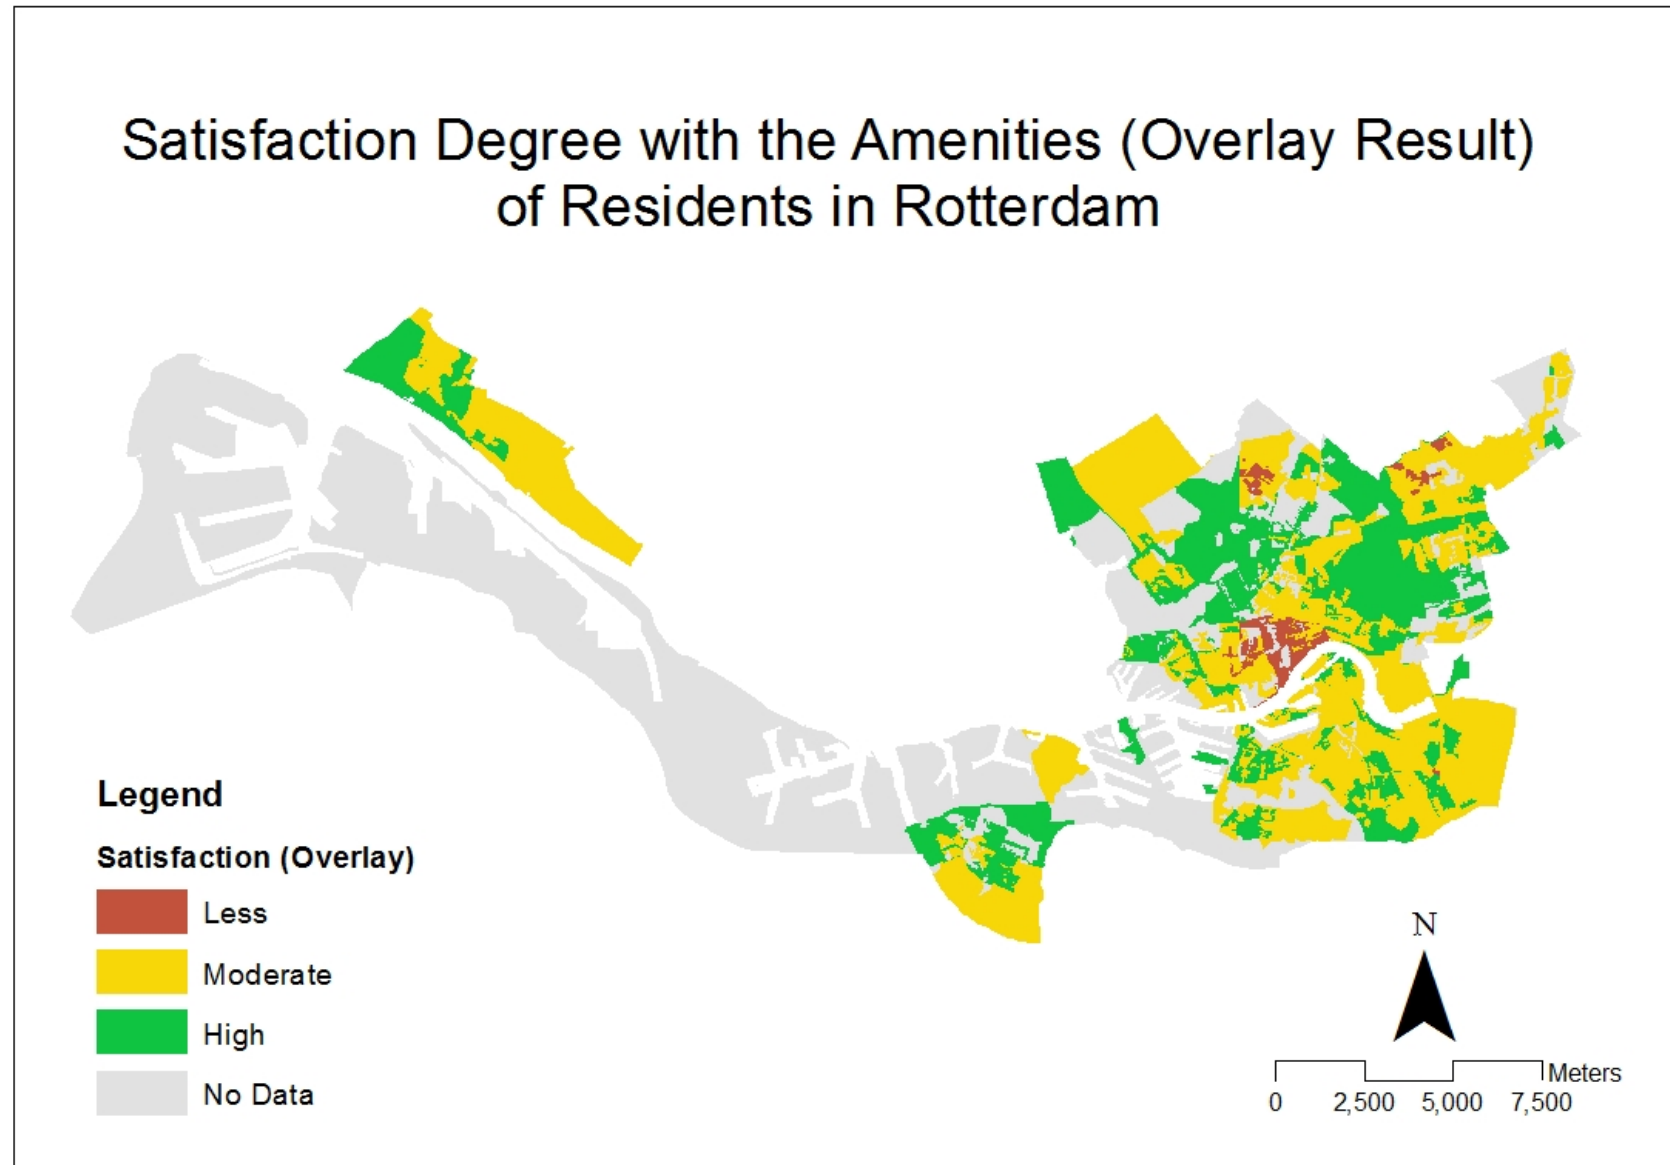 Satisfaction Degree with the Amenities (Overlay Result)
of Residents in Rotterdam
Legend
Satisfaction (Overlay)
Less
Moderate
High
No Data
N
Meters
0 2,500 5,000 7,500